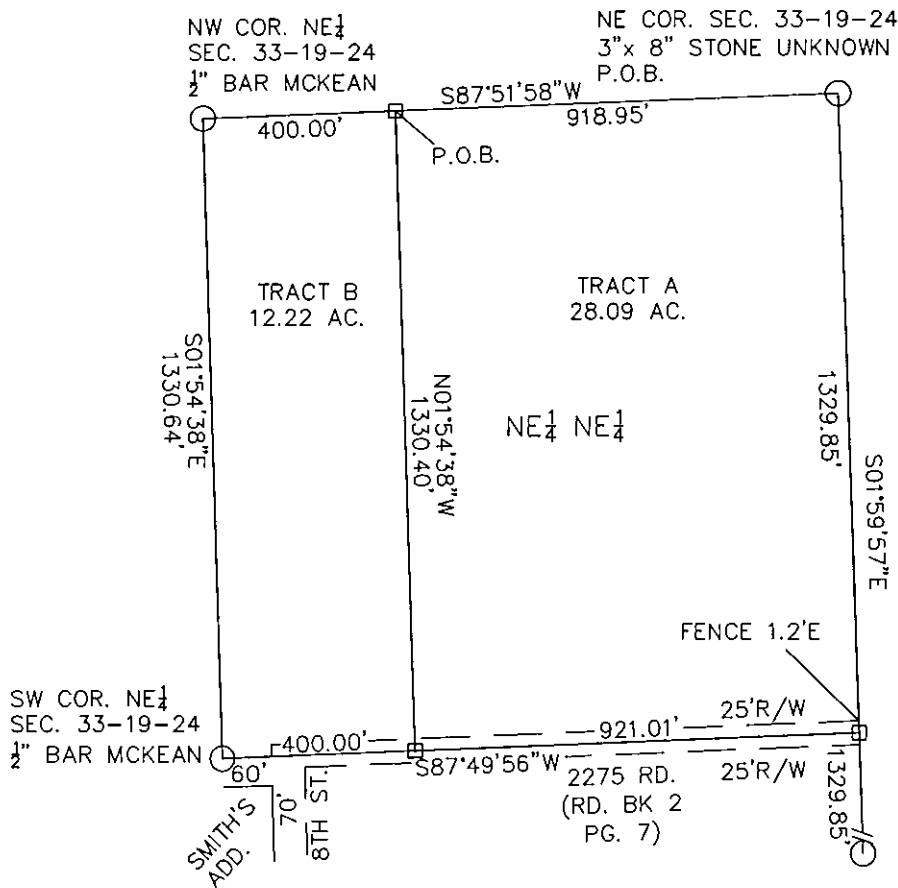 NW COR. NE¼
SEC. 33-19-24
½" BAR MCKEAN
NE COR. SEC. 33-19-24
3"x 8" STONE UNKNOWN
P.O.B.
S87°51'58"W
400.00'
918.95'
P.O.B.
TRACT B
12.22 AC.
TRACT A
28.09 AC.
S01°54'38"E
1330.64'
N01°54'38"W
1330.40'
NE¼ NE¼
1329.85'
S01°59'57"E
FENCE 1.2'E
SW COR. NE¼
SEC. 33-19-24
½" BAR MCKEAN
400.00'
921.01'
25'R/W
S87°49'56"W
60'
2275 RD.
(RD. BK 2
PG. 7)
25'R/W
1329.85'
SMITH'S
ADD.
70'
8TH ST.